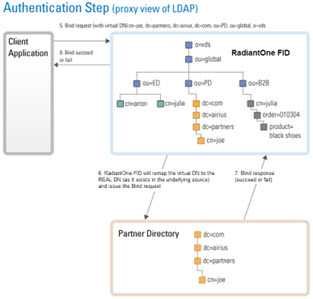 Authentication Step (proxy view of LDAP)
5. Bind request (with virtual DN) cn=joe, dc=partners, dc=airius, dc=com, ou=PD, ou=global, o=vds
Client
Application
8. Bind succeed
or fail
RadiantOne FID
o=vds
ou=global
ou=ED
ou=PD
ou=B2B
cn=arron
cn=julia
dc=com
dc=airius
dc=partners
cn=joe
cn=julia
order=010304
product=
black shoes
6. RadiantOne FID will remap the virtual DN to the
REAL DN (as it exists in the underlying source)
and issue the Bind request
7. Bind response
(succeed or fail)
Partner Directory
dc=com
dc=airius
dc=partners
cn=joe